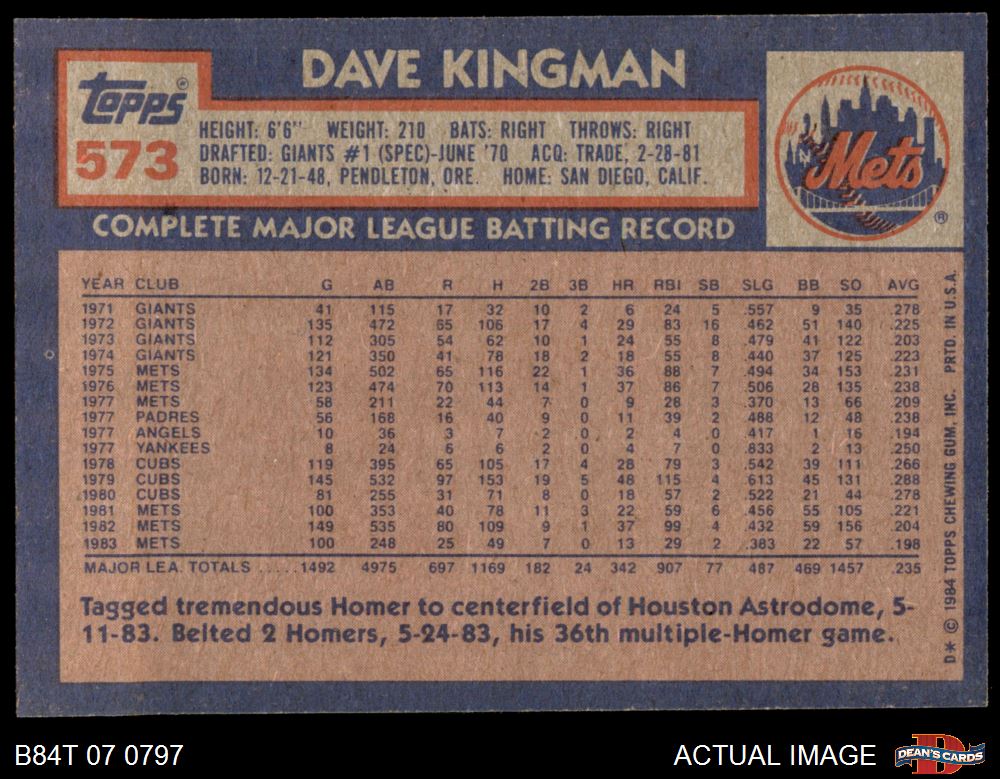 DAVE KINGMAN
Topps®
573
HEIGHT: 6'6" WEIGHT: 210 BATS: RIGHT THROWS: RIGHT
DRAFTED: GIANTS #1 (SPEC)-JUNE '70 ACQ: TRADE, 2-28-81
BORN: 12-21-48, PENDLETON, ORE. HOME: SAN DIEGO, CALIF.
NY
Mets
®
COMPLETE MAJOR LEAGUE BATTING RECORD
YEAR CLUB G AB R H 2B 3B HR RBI SB SLG BB SO AVG
1971 GIANTS 41 115 17 32 10 2 6 24 5 .557 9 35 .278
1972 GIANTS 135 472 65 106 17 4 29 83 16 .462 51 140 .225
1973 GIANTS 112 305 54 62 10 1 24 55 8 .479 41 122 .203
1974 GIANTS 121 350 41 78 18 2 18 55 8 .440 37 125 .223
1975 METS 134 502 65 116 22 1 36 88 7 .494 34 153 .231
1976 METS 123 474 70 113 14 1 37 86 7 .506 28 135 .238
1977 METS 58 211 22 44 7 0 9 28 3 .370 13 66 .209
1977 PADRES 56 168 16 40 9 0 11 39 2 .488 12 48 .238
1977 ANGELS 10 36 3 7 2 0 2 4 0 .417 1 16 .194
1977 YANKEES 8 24 6 6 2 0 4 7 0 .833 2 13 .250
1978 CUBS 119 395 65 105 17 4 28 79 3 .542 39 111 .266
1979 CUBS 145 532 97 153 19 5 48 115 4 .613 45 131 .288
1980 CUBS 81 255 31 71 8 0 18 57 2 .522 21 44 .278
1981 METS 100 353 40 78 11 3 22 59 6 .456 55 105 .221
1982 METS 149 535 80 109 9 1 37 99 4 .432 59 156 .204
1983 METS 100 248 25 49 7 0 13 29 2 .383 22 57 .198
MAJOR LEA. TOTALS .....1492 4975 697 1169 182 24 342 907 77 .487 469 1457 .235
Tagged tremendous Homer to centerfield of Houston Astrodome, 5-
11-83. Belted 2 Homers, 5-24-83, his 36th multiple-Homer game.
D* © 1984 TOPPS CHEWING GUM, INC. PRTD. IN U.S.A.
B84T 07 0797
ACTUAL IMAGE
D
DEAN'S CARDS